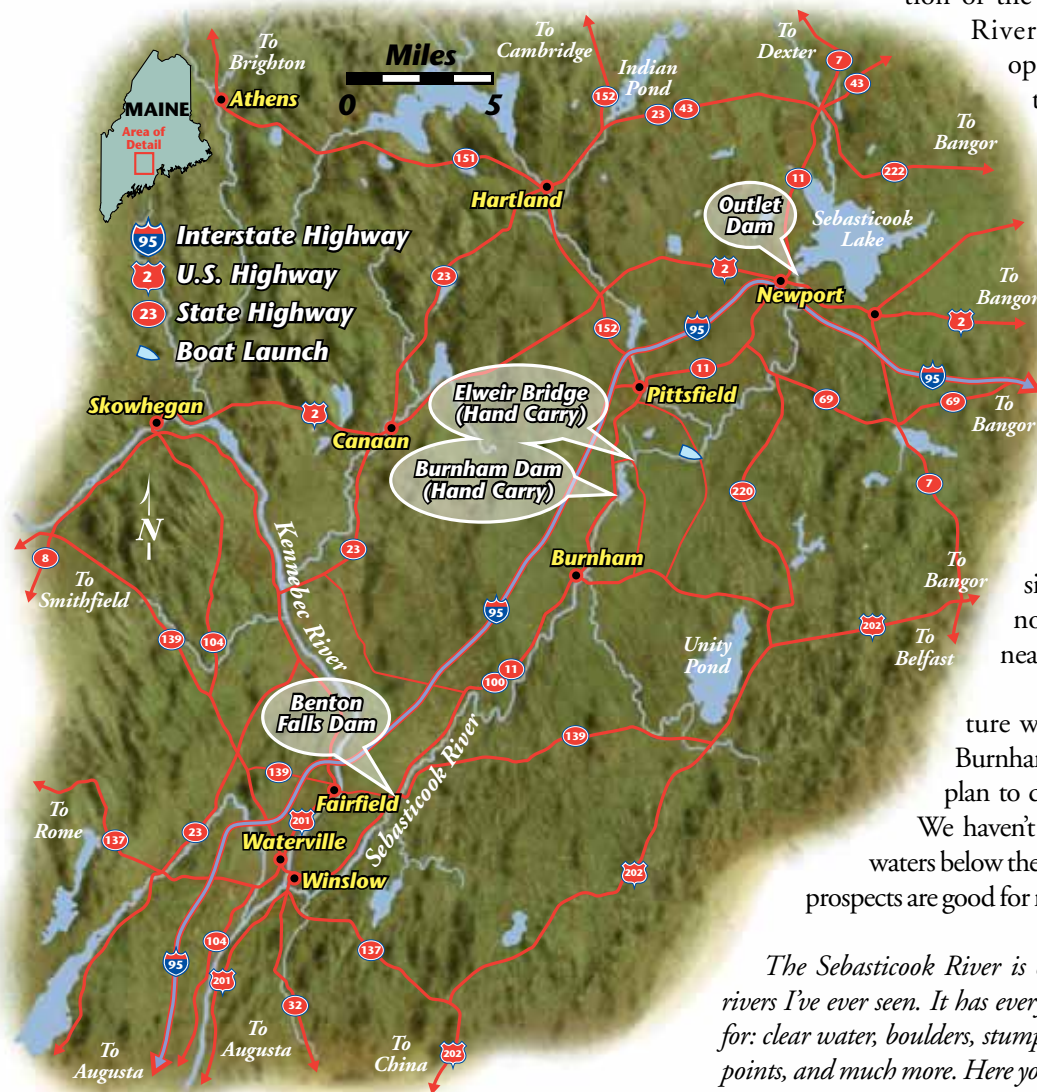 tion of the
River
op
t
To
Brighton
Miles
0
5
To
Cambridge
Indian
Pond
To
Dexter
7
43
152
23
43
MAINE
Area of
Detail
Athens
To
Bangor
151
222
11
Hartland
Outlet
Dam
Sebasticook
Lake
95 Interstate Highway
2 U.S. Highway
23 State Highway
Boat Launch
23
2
Newport
To
Bangor
2
152
95
11
95
69
69
To
Bangor
Elweir Bridge
(Hand Carry)
Pittsfield
Skowhegan
2
Canaan
Burnham Dam
(Hand Carry)
220
7
N
23
Kennebec River
Burnham
8
To
Smithfield
To
Bangor
95
139
104
202
To
Belfast
Unity
Pond
si
no
nea
100
11
Benton
Falls Dam
139
139
Sebasticook River
Fairfield
201
To
Rome
137
23
Waterville
Winslow
202
ture w
Burnham
plan to d
We haven't
waters below the
prospects are good for r
104
137
95
201
32
To
Augusta
To
Augusta
To
China
202
The Sebasticook River is
rivers I've ever seen. It has every
for: clear water, boulders, stump
points, and much more. Here yo